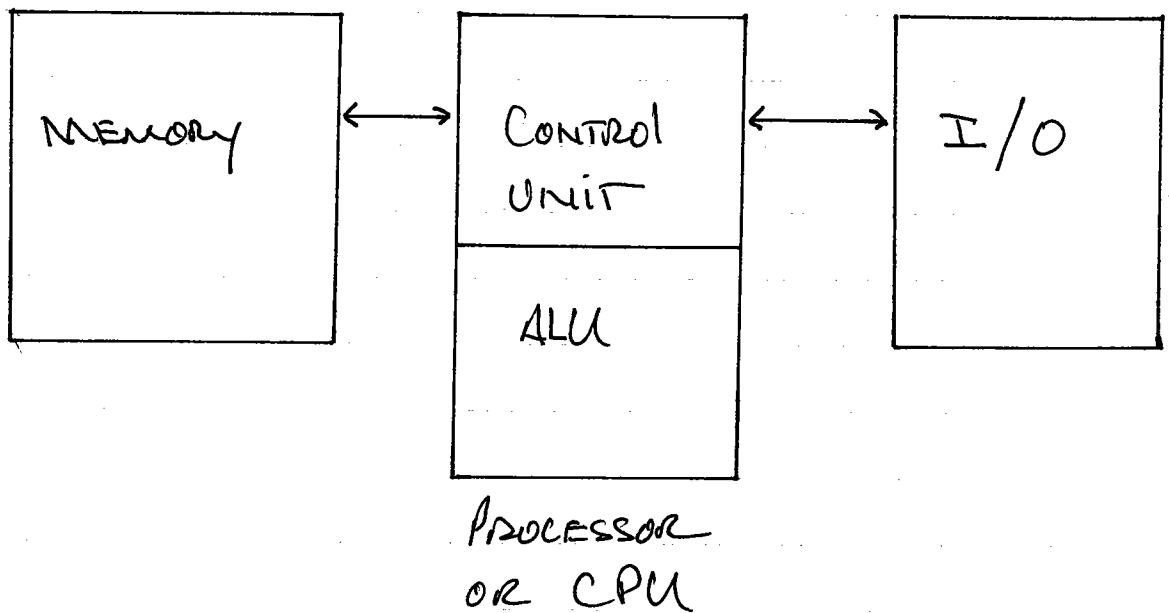 MEMORY
CONTROL
UNIT
I/O
ALU
PROCESSOR
OR CPU